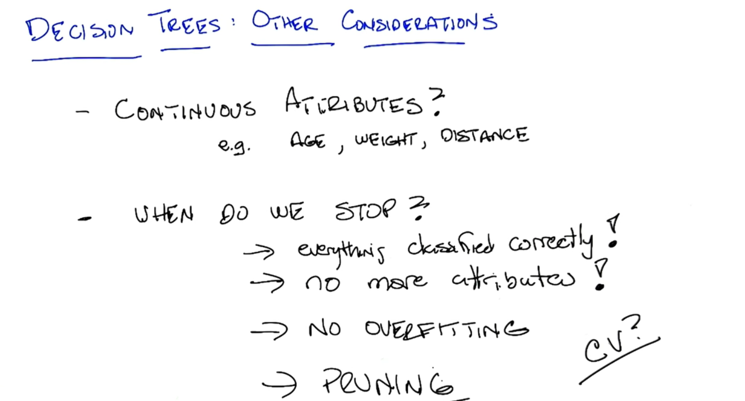 DECISION TREES: OTHER CONSIDERATIONS
- CONTINUOUS ATTRIBUTES?
e.g. AGE, WEIGHT, DISTANCE
- WHEN DO WE STOP?
→ everything classified correctly!
→ no more attributes!
→ NO OVERFITTING
CV?
→ PRUNING